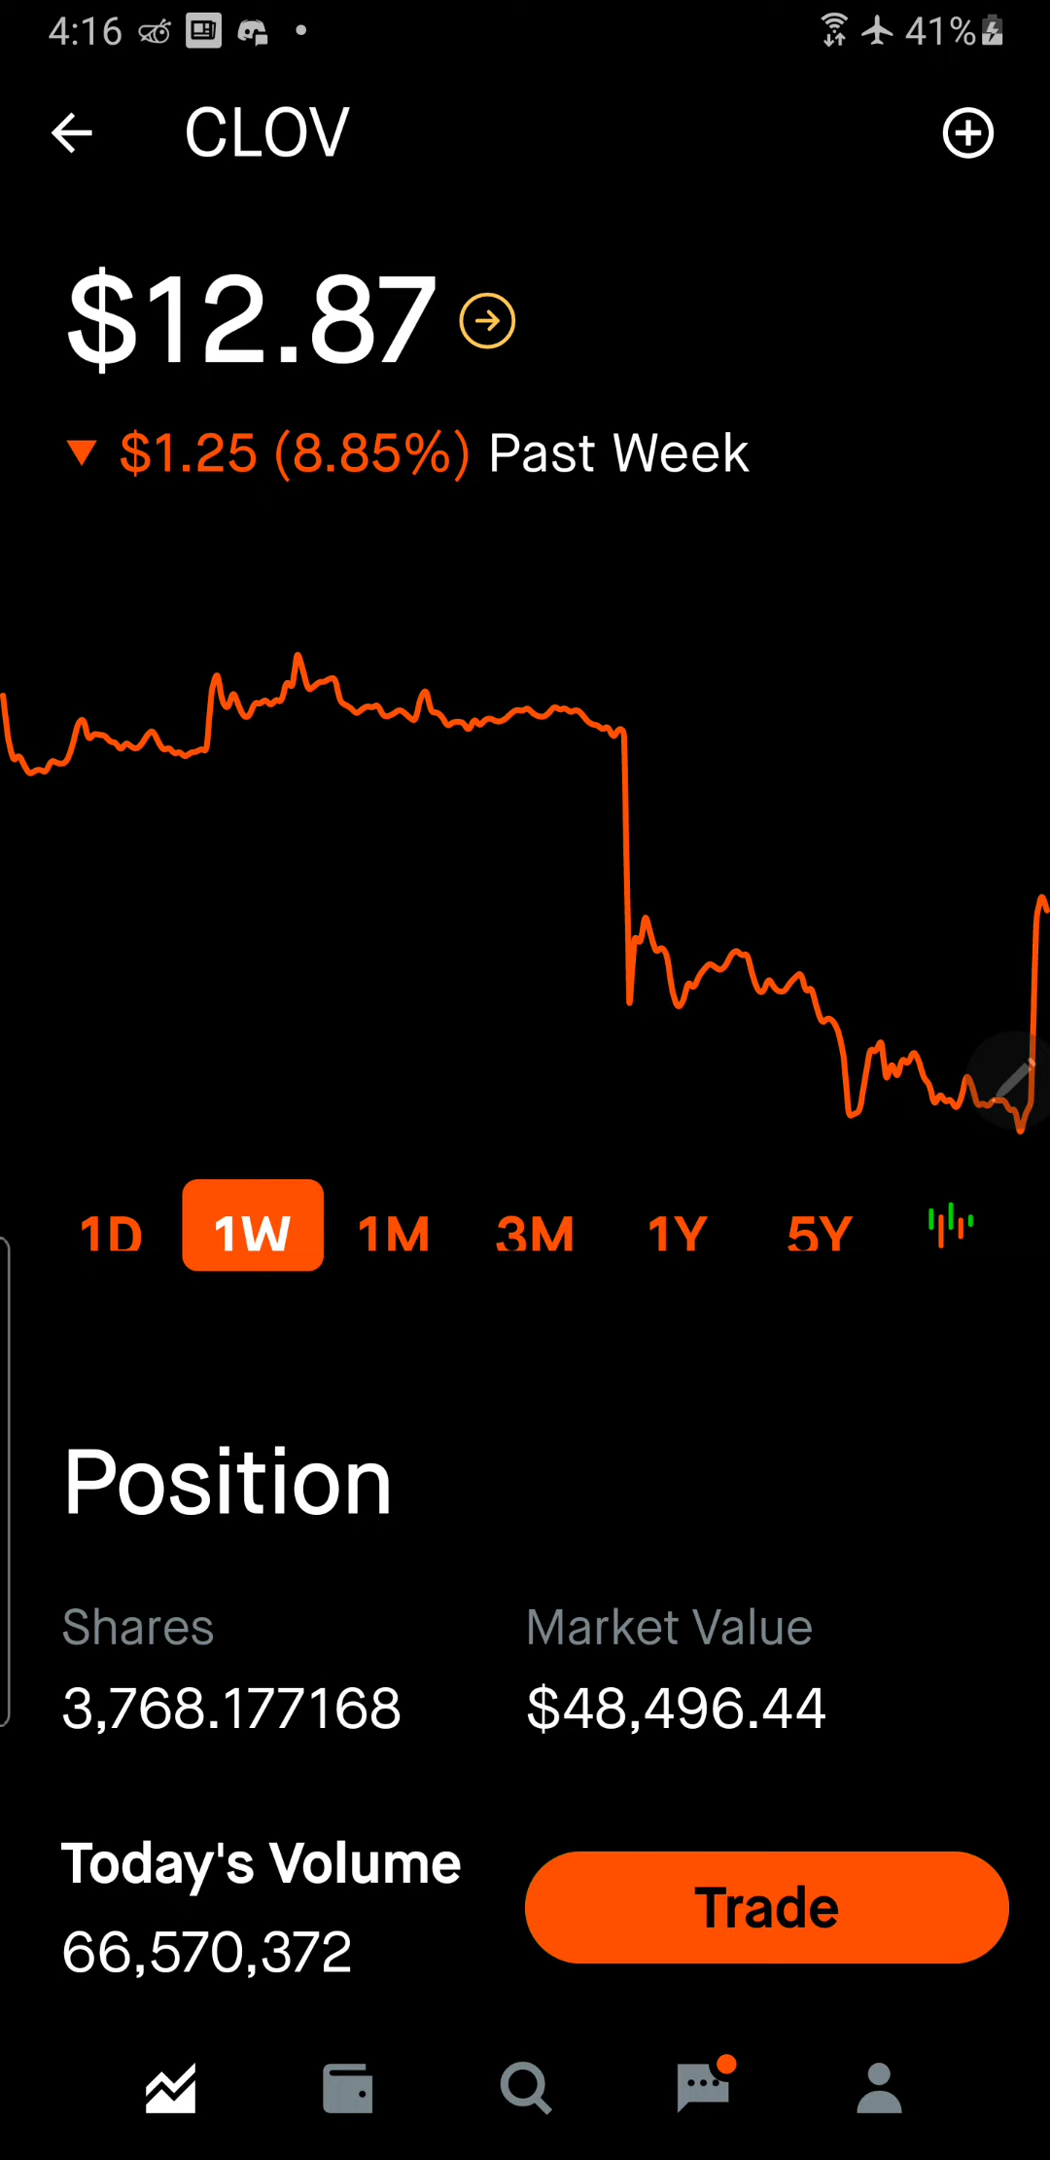 4:16 41%
CLOV
$12.87
$1.25 (8.85%) Past Week
1D 1W 1M 3M 1Y 5Y
Position
Shares Market Value
3,768.177168 $48,496.44
Today's Volume
Trade
66,570,372